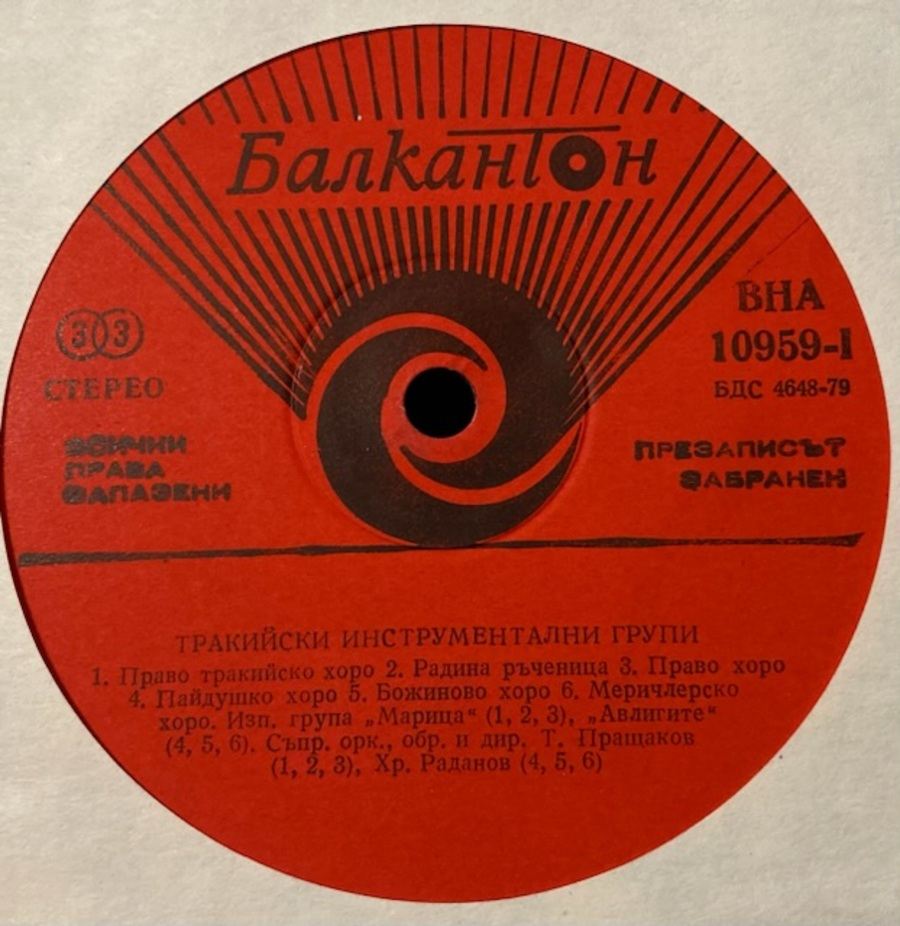 Балкантон
33
СТЕРЕО
ВСИЧКИ
ПРАВА
ЗАПАЗЕНИ
ВНА
10959-I
БДС 4648-79
ПРЕЗАПИСЪТ
ЗАБРАНЕН
ТРАКИЙСКИ ИНСТРУМЕНТАЛНИ ГРУПИ
1. Право тракийско хоро 2. Радина ръченица 3. Право хоро
4. Пайдушко хоро 5. Божиново хоро 6. Меричлерско
хоро. Изп. група „Марица“ (1, 2, 3), „Авлигите“
(4, 5, 6). Съпр. орк., обр. и дир. Т. Пращаков
(1, 2, 3), Хр. Раданов (4, 5, 6)